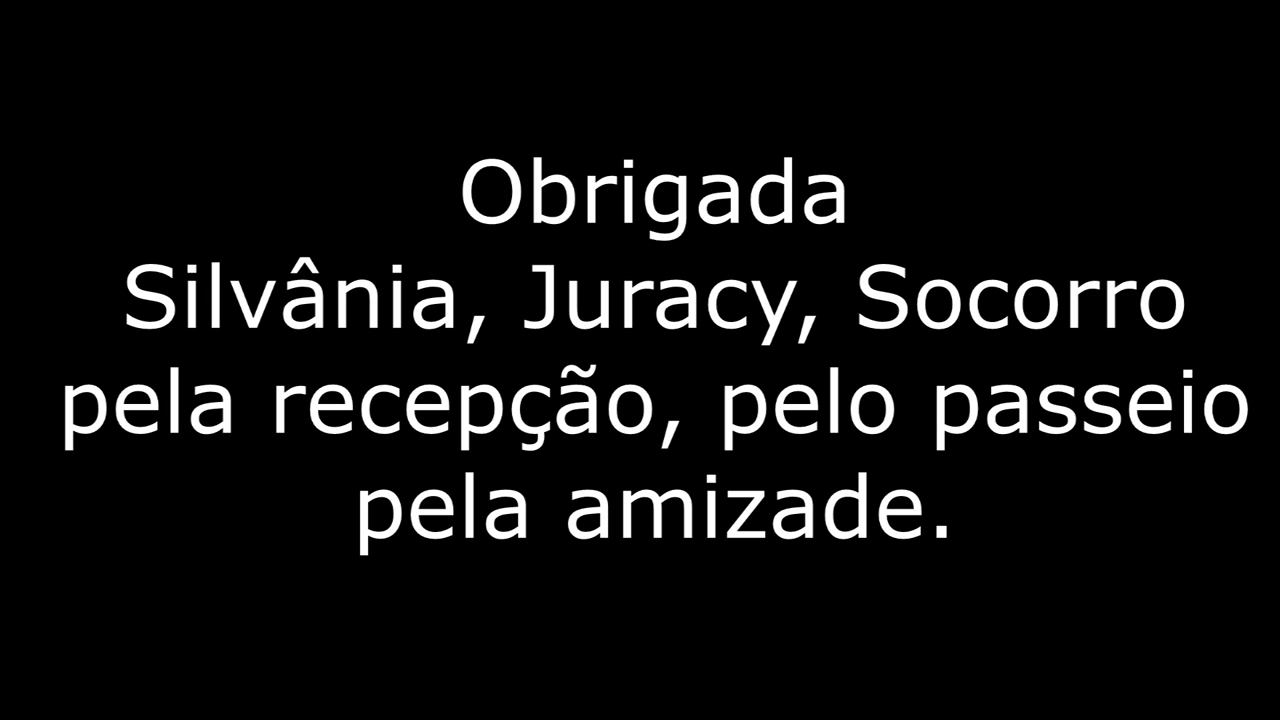 Obrigada
Silvânia, Juracy, Socorro
pela recepção, pelo passeio
pela amizade.